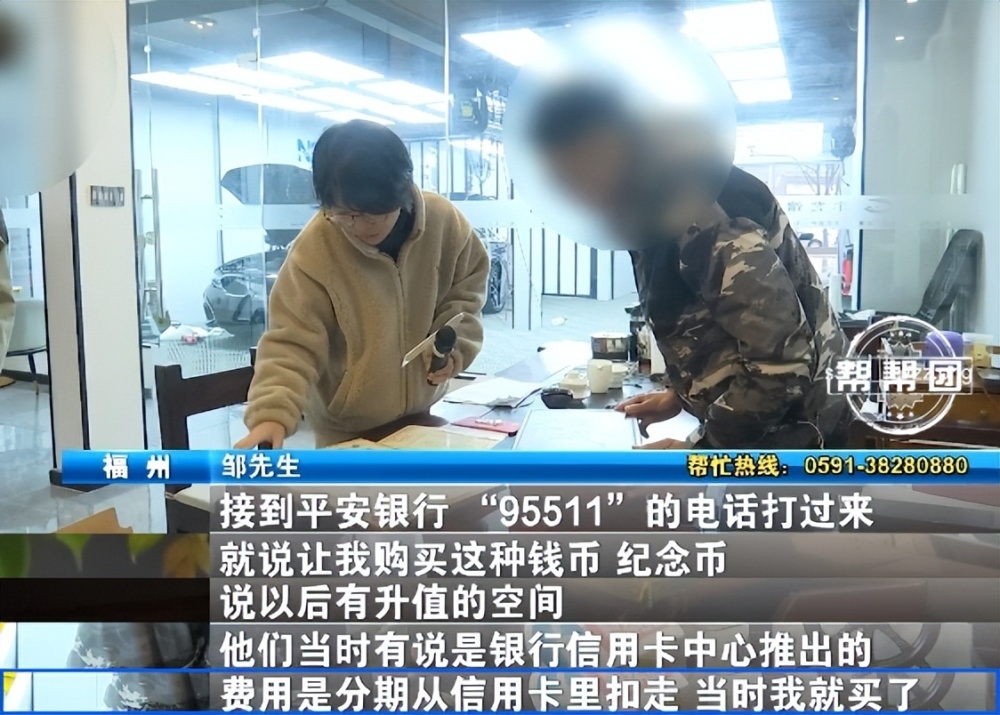 帮帮团
福州 邹先生 帮忙热线：0591-38280880
接到平安银行 “95511”的电话打过来
就说让我购买这种钱币 纪念币
说以后有升值的空间
他们当时有说是银行信用卡中心推出的
费用是分期从信用卡里扣走 当时我就买了